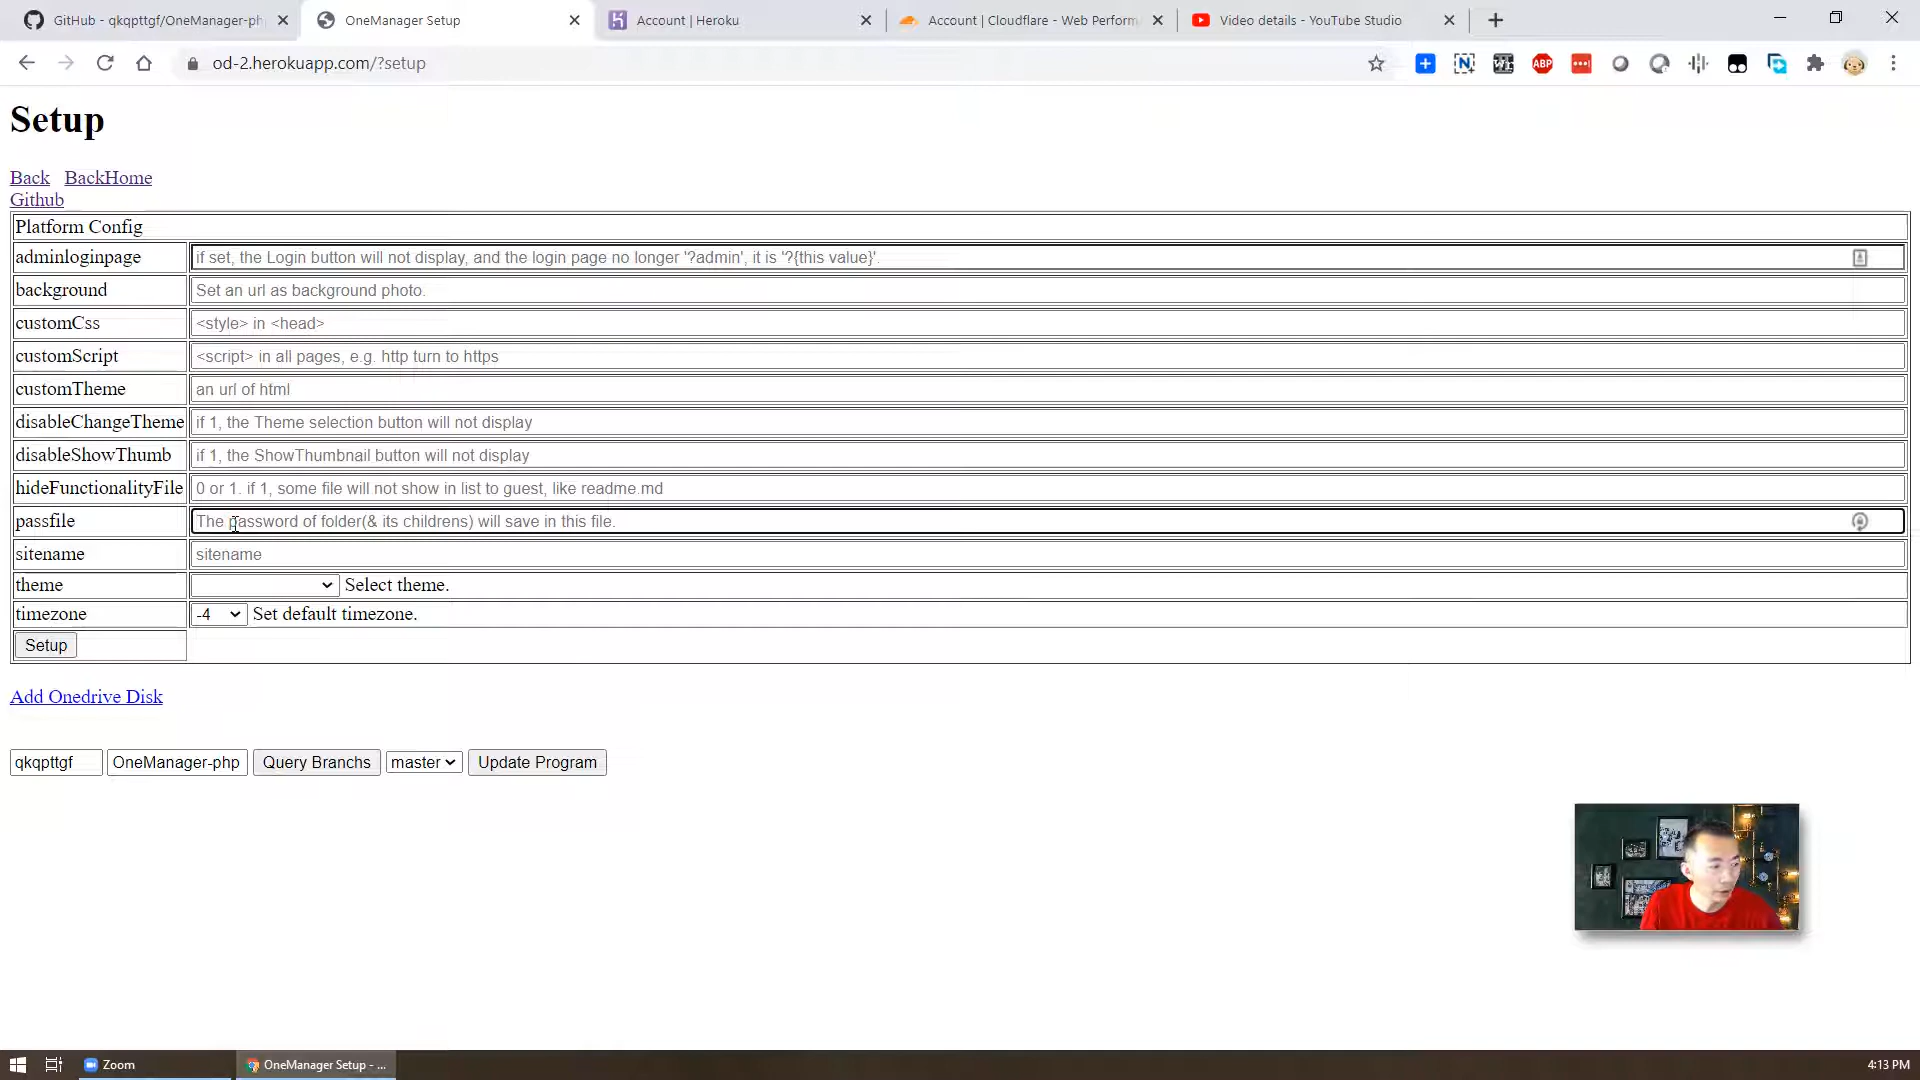 GitHub - qkqpttgf/OneManager-ph
OneManager Setup
Account | Heroku
Account | Cloudflare - Web Perform
Video details - YouTube Studio
od-2.herokuapp.com/?setup
ABP
Setup
Back BackHome
Github
Platform Config
adminloginpage if set, the Login button will not display, and the login page no longer '?admin', it is '?{this value}'.
background Set an url as background photo.
customCss <style> in <head>
customScript <script> in all pages, e.g. http turn to https
customTheme an url of html
disableChangeTheme if 1, the Theme selection button will not display
disableShowThumb if 1, the ShowThumbnail button will not display
hideFunctionalityFile 0 or 1. if 1, some file will not show in list to guest, like readme.md
passfile The password of folder(& its childrens) will save in this file.
sitename sitename
theme Select theme.
timezone -4 Set default timezone.
Setup
Add Onedrive Disk
qkqpttgf OneManager-php Query Branchs master Update Program
Zoom
OneManager Setup - ...
4:13 PM